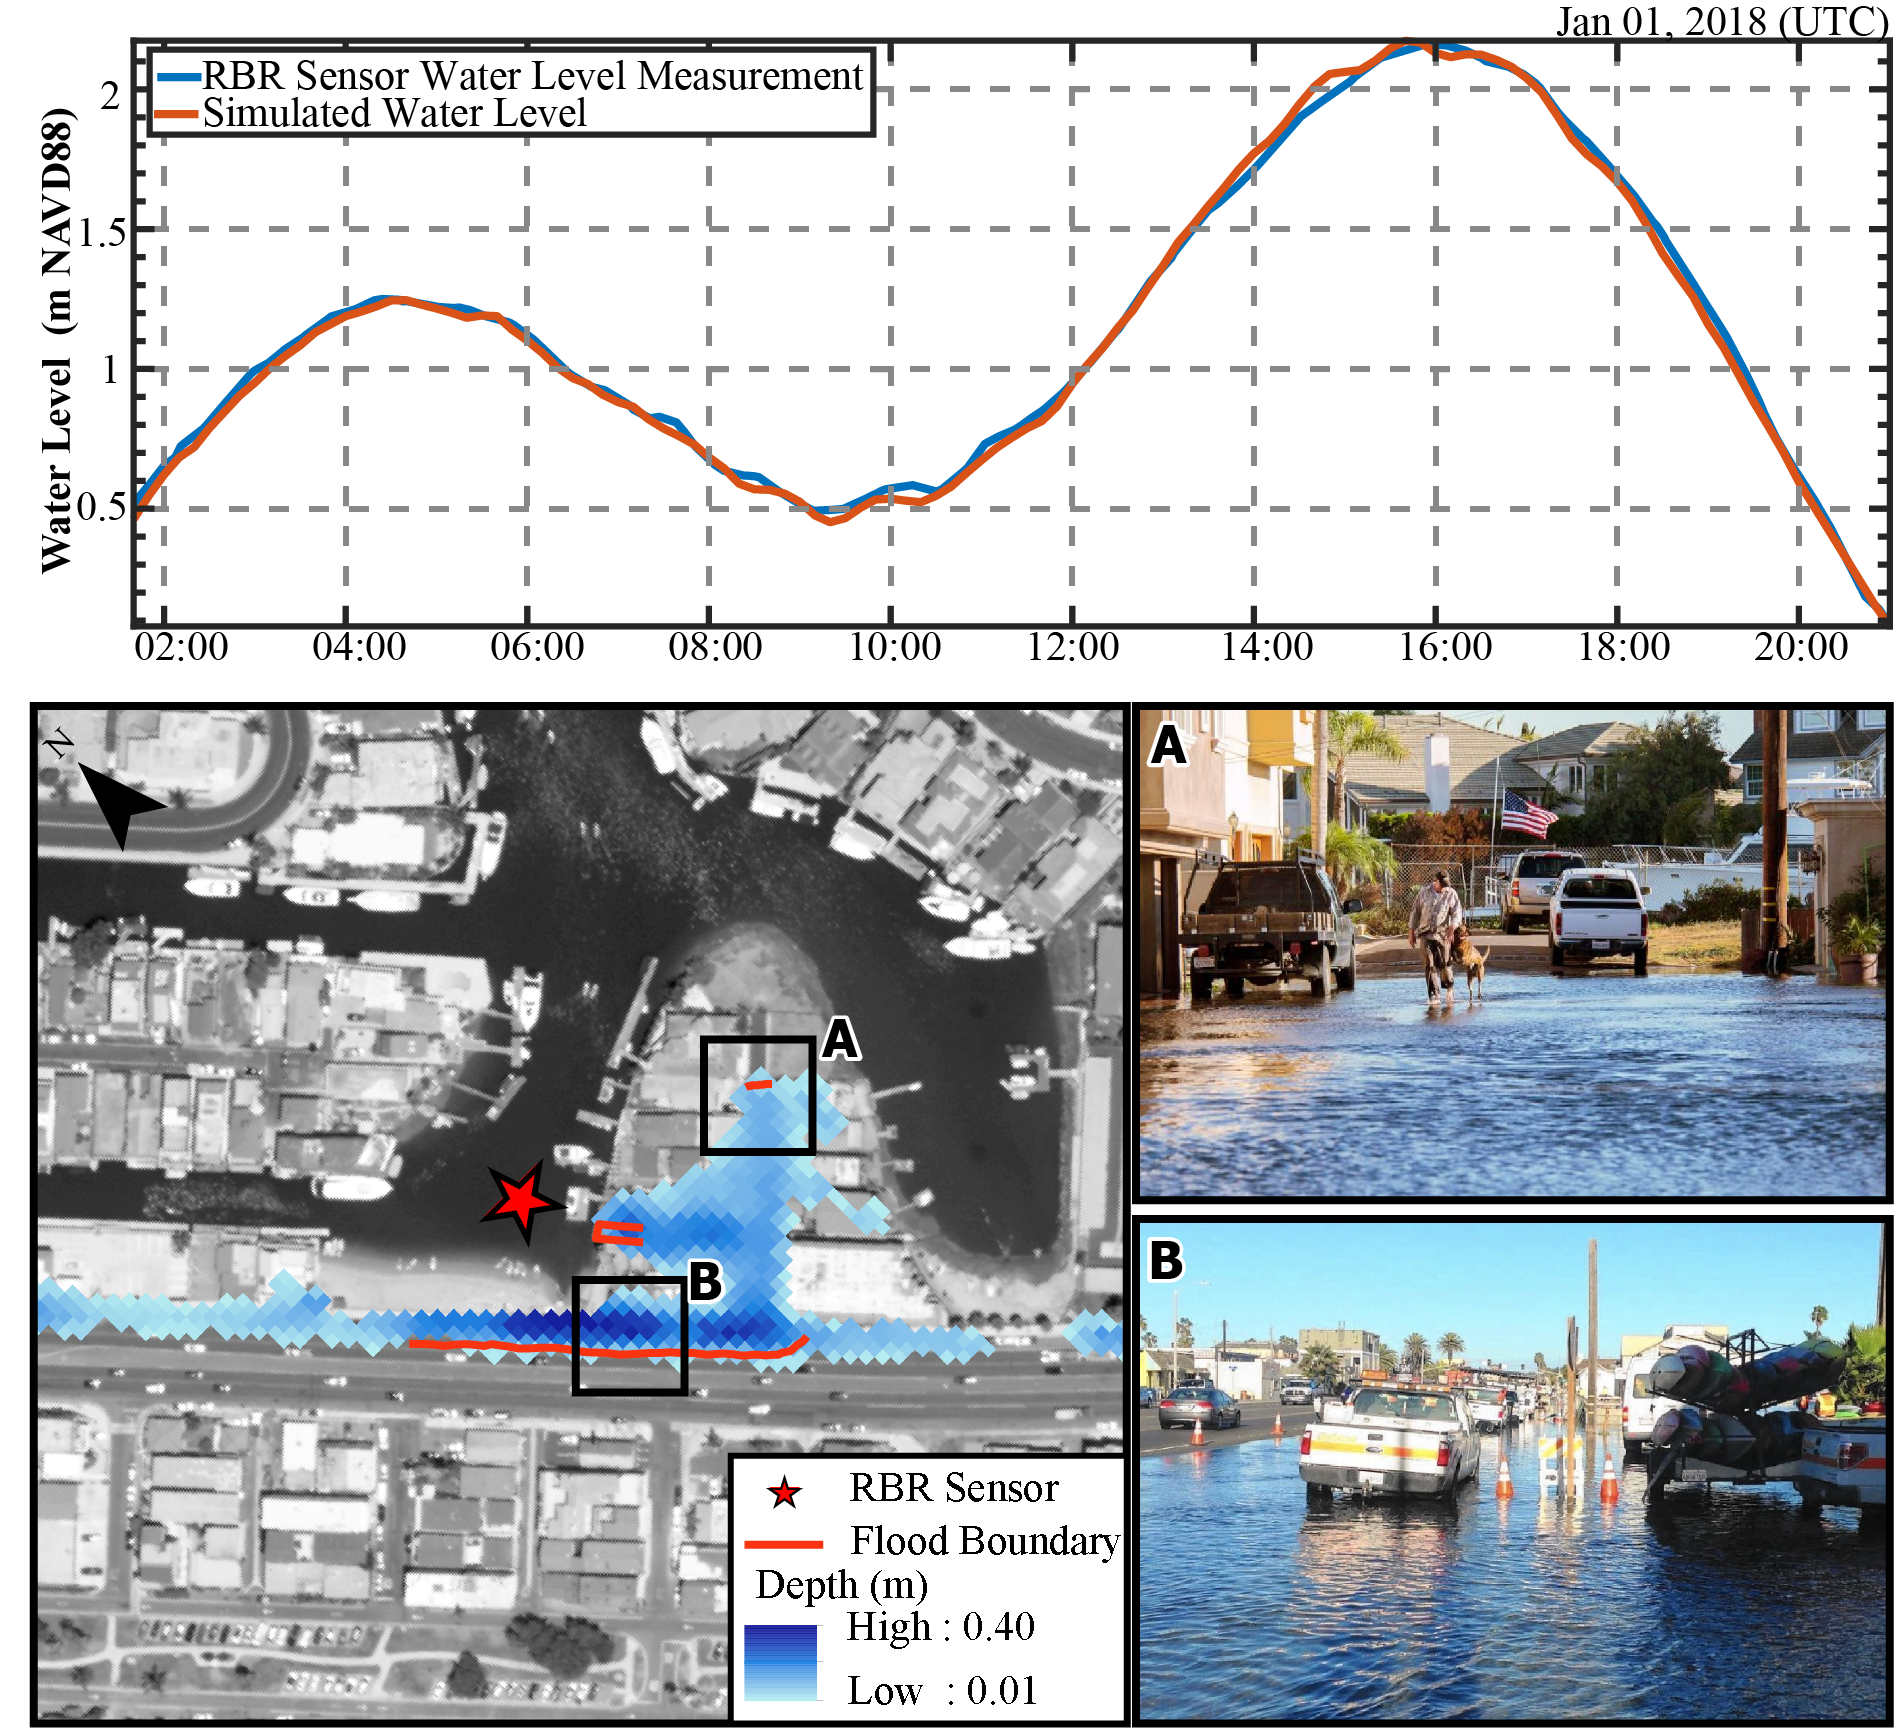 Jan 01, 2018 (UTC)
RBR Sensor Water Level Measurement
Simulated Water Level
Water Level (m NAVD88)
2
1.5
1
0.5
02:00 04:00 06:00 08:00 10:00 12:00 14:00 16:00 18:00 20:00
N
A
B
RBR Sensor
Flood Boundary
Depth (m)
High : 0.40
Low : 0.01
A
B